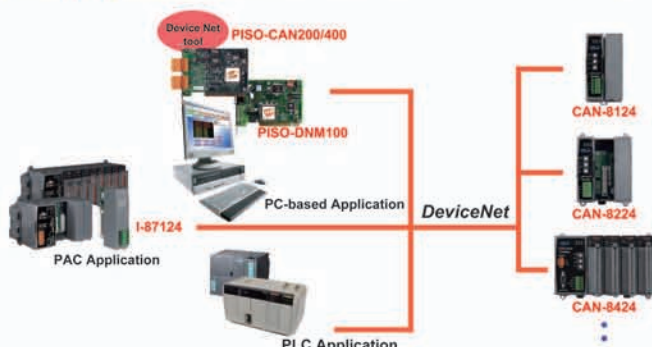 Device Net
tool
PISO-CAN200/400
PISO-DNM100
PC-based Application
I-87124
PAC Application
PLC Application
DeviceNet
CAN-8124
CAN-8224
CAN-8424